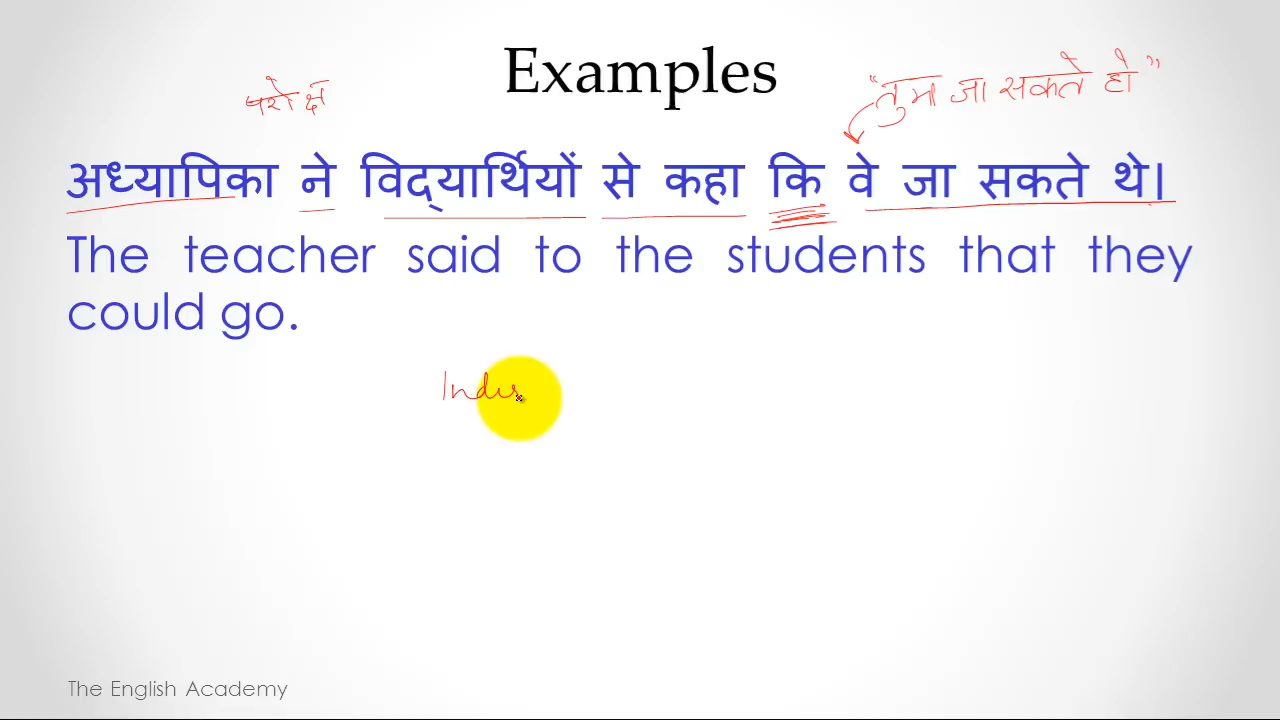 Examples
परोक्ष
"तुम जा सकते हो"
अध्यापिका ने विद्यार्थियों से कहा कि वे जा सकते थे।
The teacher said to the students that they
could go.
Indir
The English Academy